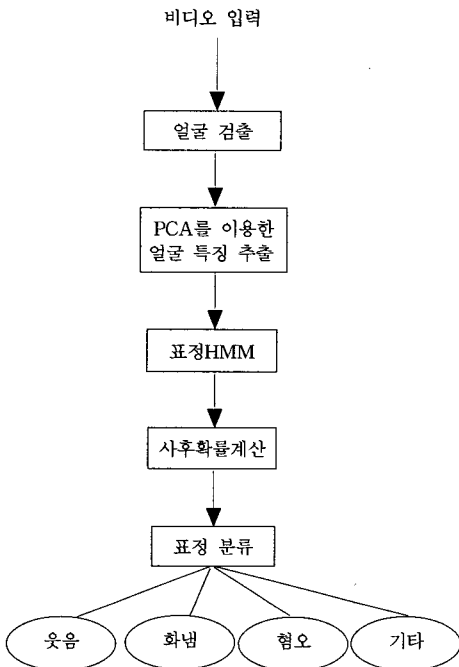 비디오 입력
얼굴 검출
PCA를 이용한
얼굴 특징 추출
표정HMM
사후확률계산
표정 분류
웃음 화냄 혐오 기타